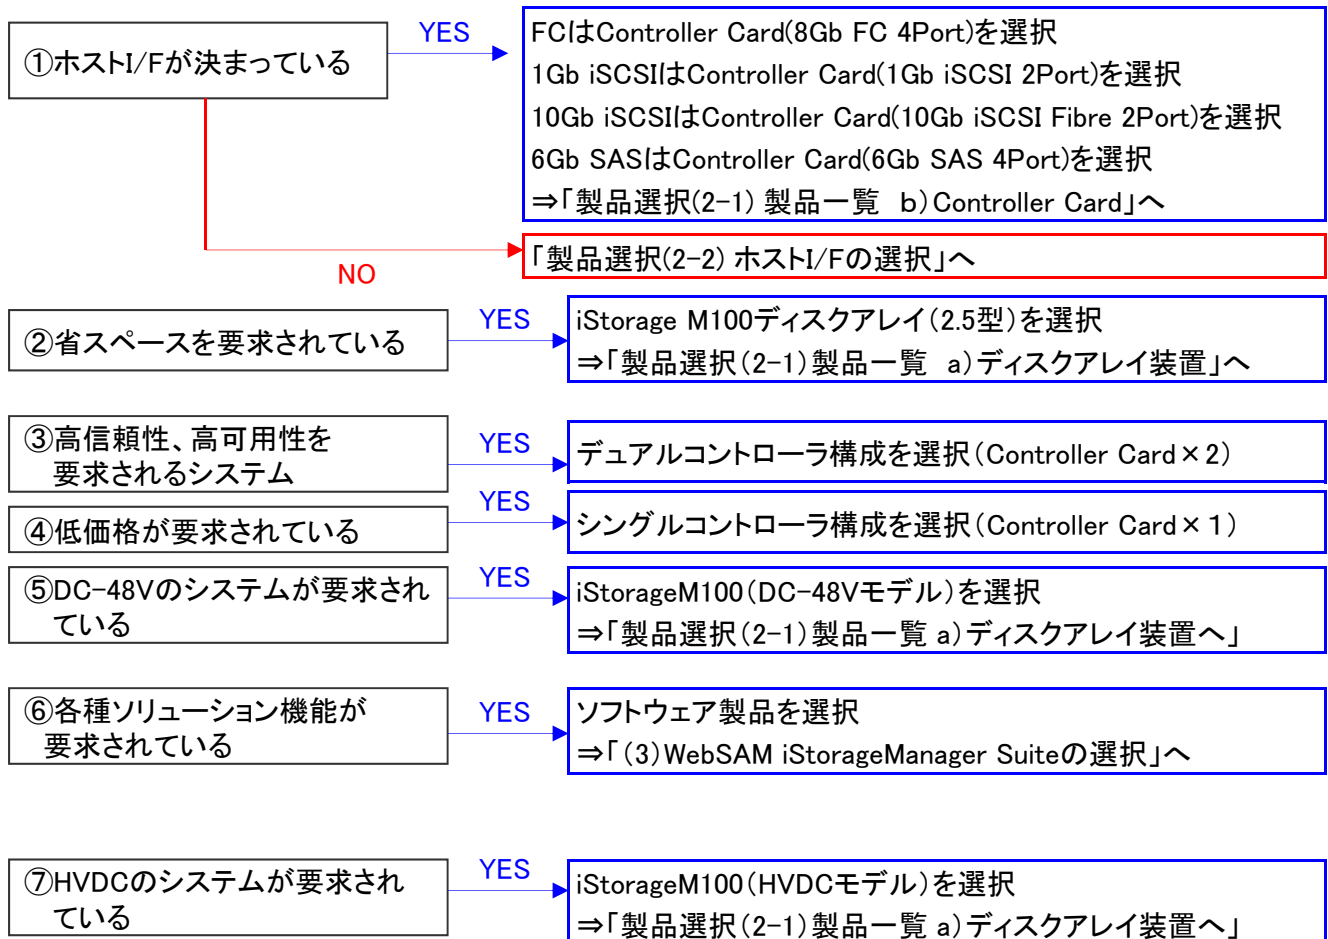 ①ホストI/Fが決まっている
YES
FCはController Card(8Gb FC 4Port)を選択
1Gb iSCSIはController Card(1Gb iSCSI 2Port)を選択
10Gb iSCSIはController Card(10Gb iSCSI Fibre 2Port)を選択
6Gb SASはController Card(6Gb SAS 4Port)を選択
⇒「製品選択(2-1) 製品一覧　b）Controller Card」へ
NO
「製品選択(2-2) ホストI/Fの選択」へ
②省スペースを要求されている
YES
iStorage M100ディスクアレイ（2.5型）を選択
⇒「製品選択（2-1）製品一覧　a）ディスクアレイ装置」へ
③高信頼性、高可用性を
要求されるシステム
YES
デュアルコントローラ構成を選択（Controller Card×2）
④低価格が要求されている
YES
シングルコントローラ構成を選択（Controller Card×１）
⑤DC-48Vのシステムが要求され
ている
YES
iStorageM100（DC-48Vモデル）を選択
⇒「製品選択（2-1）製品一覧 a）ディスクアレイ装置へ」
⑥各種ソリューション機能が
要求されている
YES
ソフトウェア製品を選択
⇒「（3）WebSAM iStorageManager Suiteの選択」へ
⑦HVDCのシステムが要求され
ている
YES
iStorageM100（HVDCモデル）を選択
⇒「製品選択（2-1）製品一覧 a）ディスクアレイ装置へ」